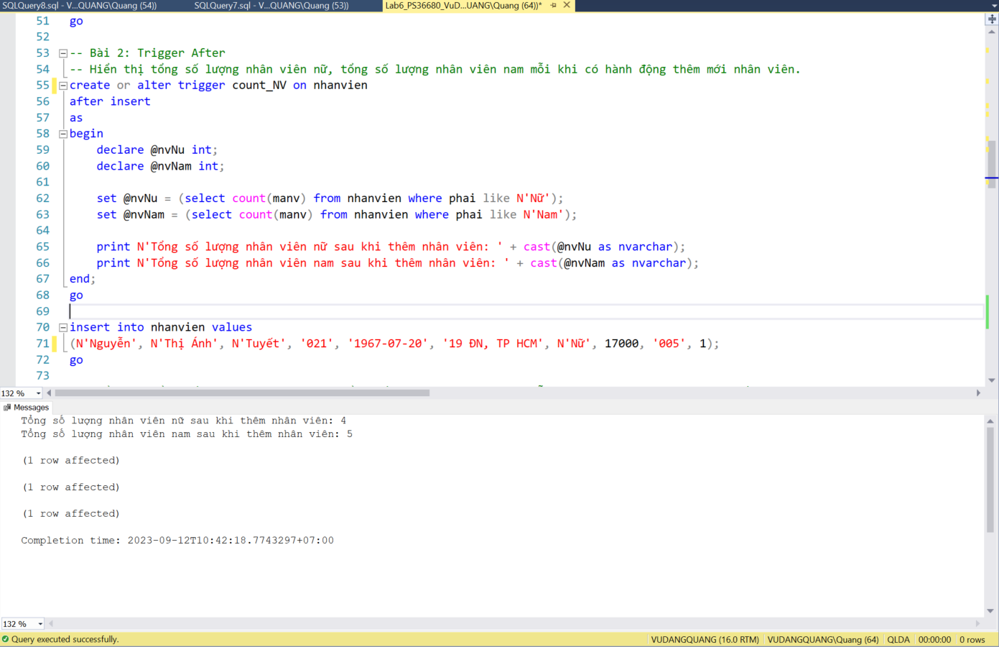 SQLQuery8.sql - V...QUANG\Quang (54))
SQLQuery7.sql - V...QUANG\Quang (53))
Lab6_PS36680_VuD...UANG\Quang (64))*
51 go
52
53 -- Bài 2: Trigger After
54 -- Hiển thị tổng số lượng nhân viên nữ, tổng số lượng nhân viên nam mỗi khi có hành động thêm mới nhân viên.
55 create or alter trigger count_NV on nhanvien
56 after insert
57 as
58 begin
59 declare @nvNu int;
60 declare @nvNam int;
61
62 set @nvNu = (select count(manv) from nhanvien where phai like N'Nữ');
63 set @nvNam = (select count(manv) from nhanvien where phai like N'Nam');
64
65 print N'Tổng số lượng nhân viên nữ sau khi thêm nhân viên: ' + cast(@nvNu as nvarchar);
66 print N'Tổng số lượng nhân viên nam sau khi thêm nhân viên: ' + cast(@nvNam as nvarchar);
67 end;
68 go
69
70 insert into nhanvien values
71 (N'Nguyễn', N'Thị Ánh', N'Tuyết', '021', '1967-07-20', '19 ĐN, TP HCM', N'Nữ', 17000, '005', 1);
72 go
73
132 %
Messages
Tổng số lượng nhân viên nữ sau khi thêm nhân viên: 4
Tổng số lượng nhân viên nam sau khi thêm nhân viên: 5
(1 row affected)
(1 row affected)
(1 row affected)
Completion time: 2023-09-12T10:42:18.7743297+07:00
132 %
Query executed successfully.
VUDANGQUANG (16.0 RTM)
VUDANGQUANG\Quang (64)
QLDA
00:00:00
0 rows